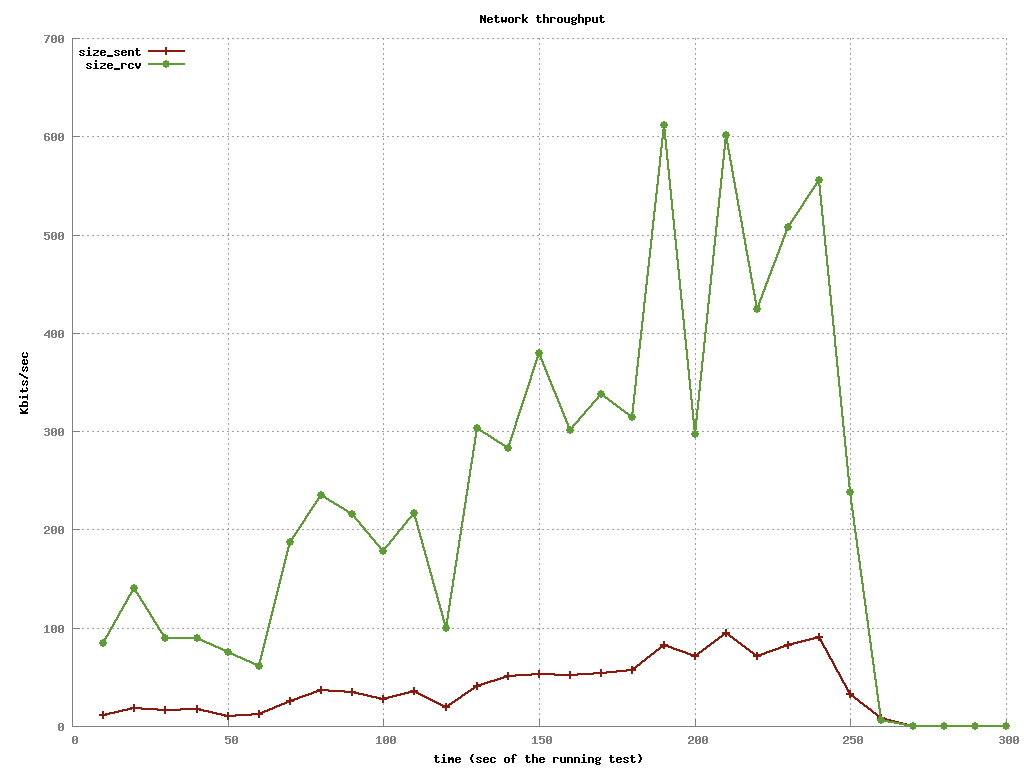 Network throughput
700
size_sent
size_rcv
600
500
400
Kbits/sec
300
200
100
0
0 50 100 150 200 250 300
time (sec of the running test)